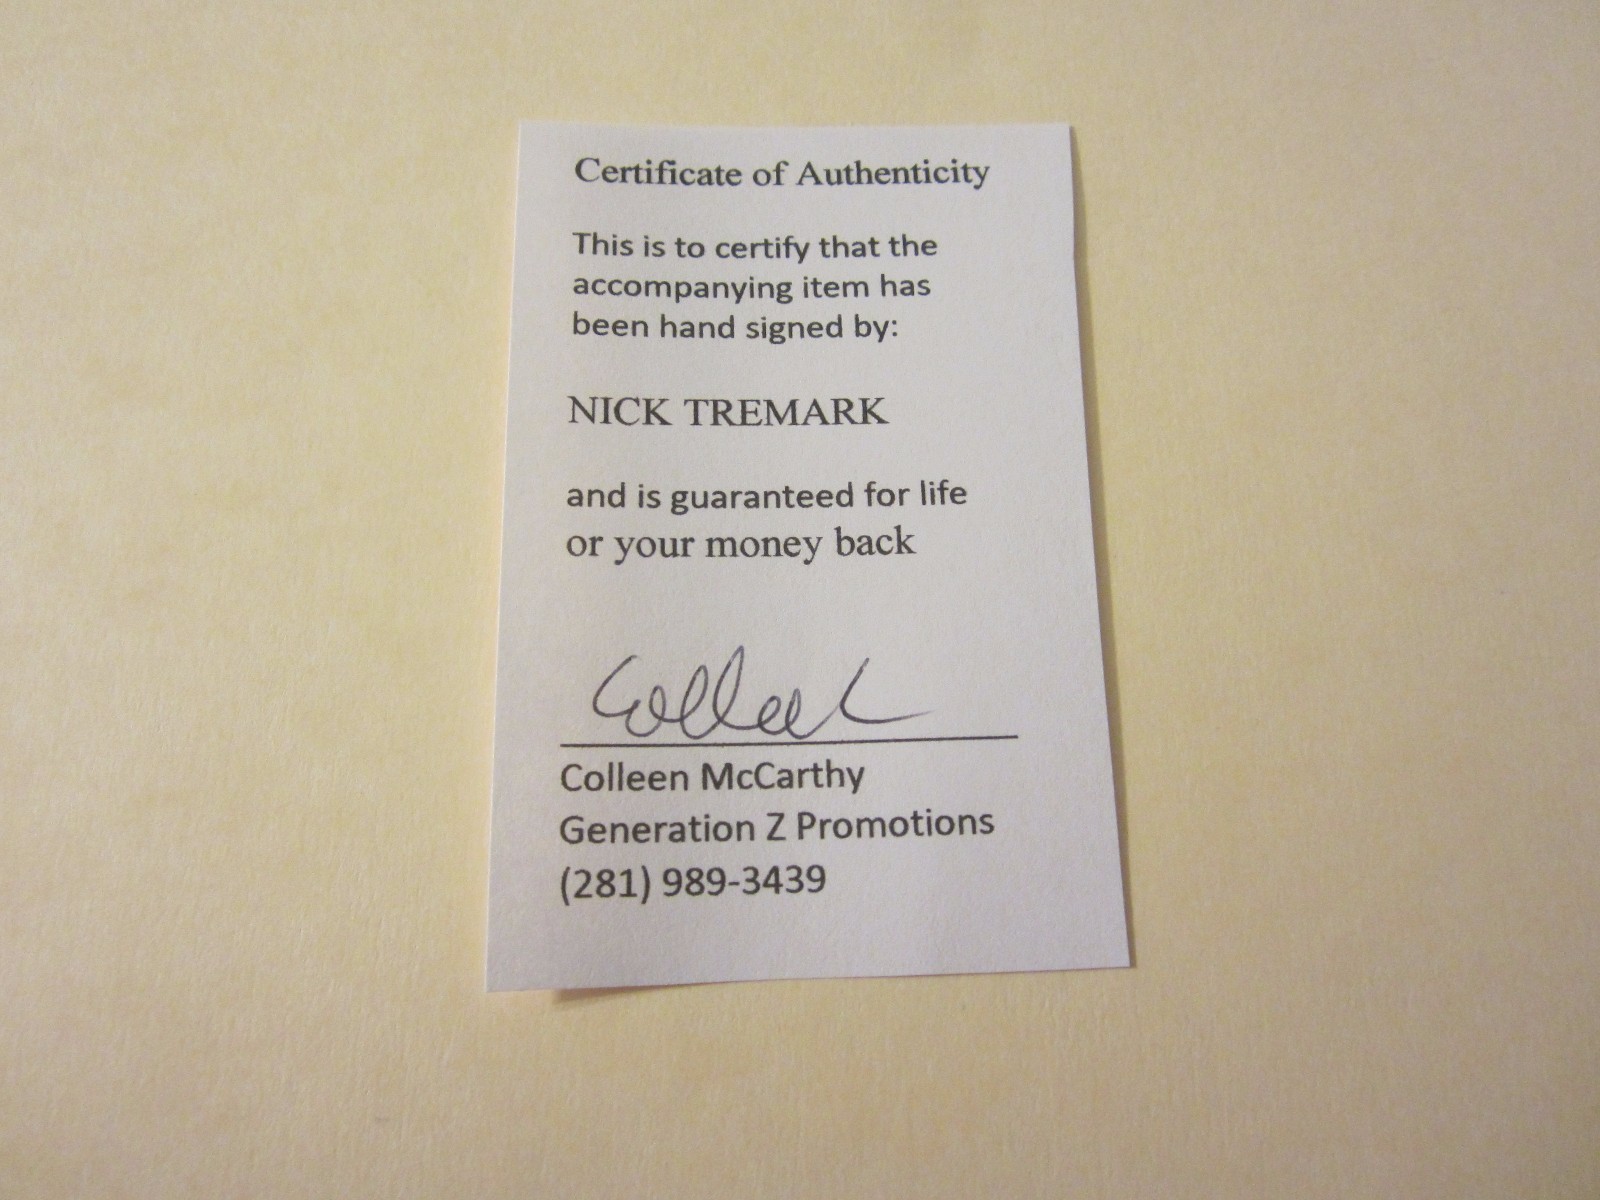 Certificate of Authenticity
This is to certify that the
accompanying item has
been hand signed by:
NICK TREMARK
and is guaranteed for life
or your money back
Colleen
Colleen McCarthy
Generation Z Promotions
(281) 989-3439